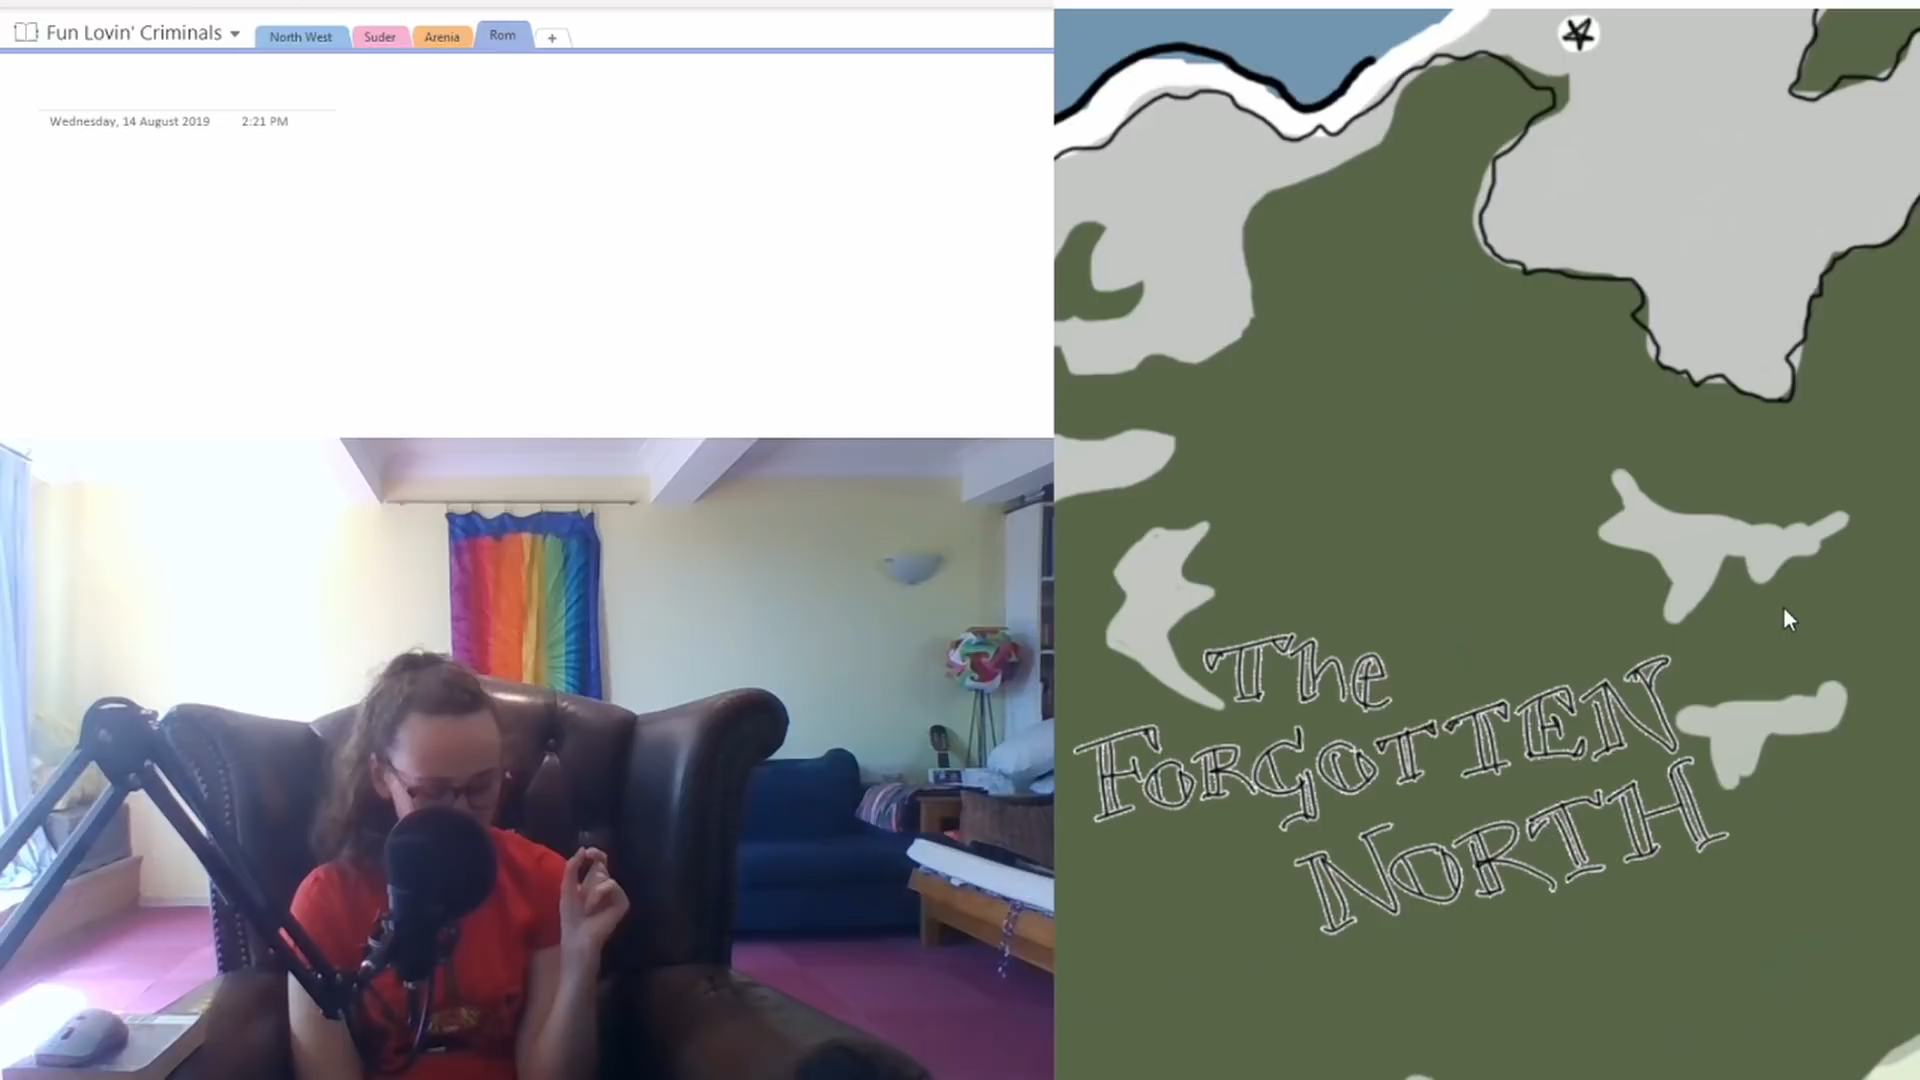 Fun Lovin' Criminals
North West
Suder
Arenia
Rom
+
Wednesday, 14 August 2019 2:21 PM
The
FORGOTTEN
NORTH